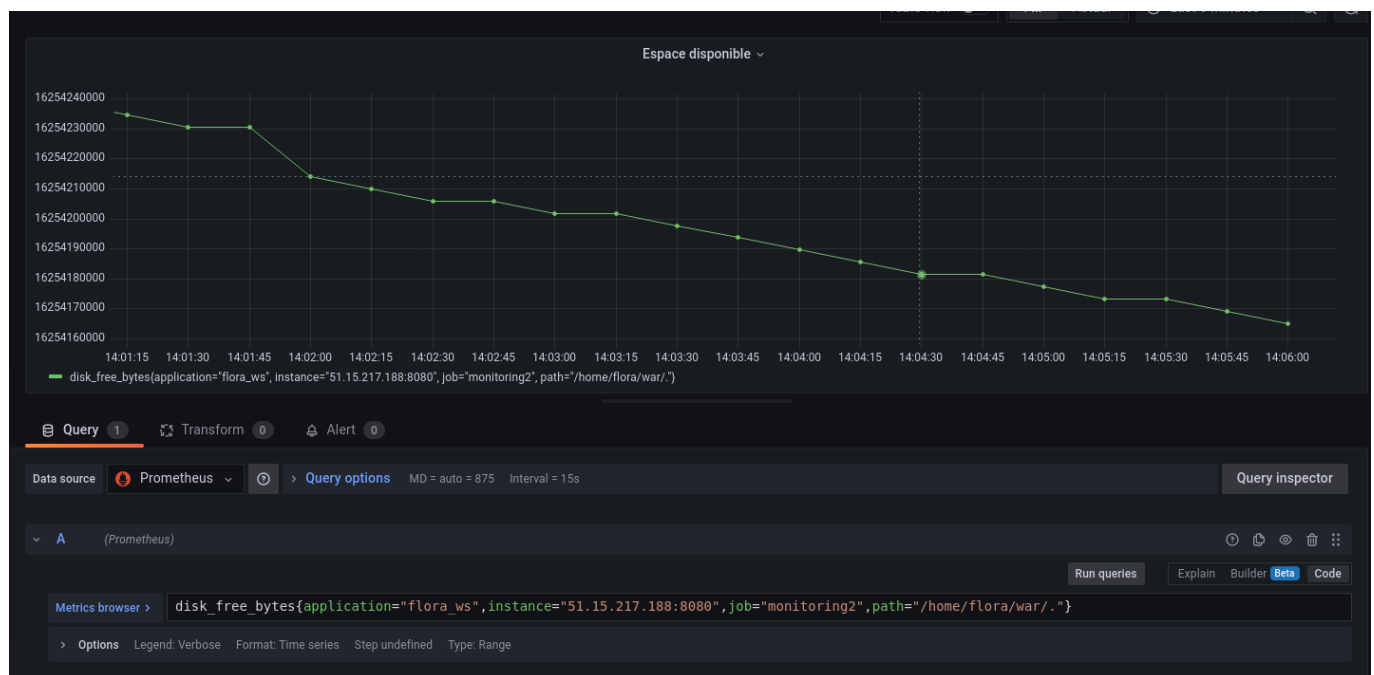 Espace disponible
16254240000
16254230000
16254220000
16254210000
16254200000
16254190000
16254180000
16254170000
16254160000
14:01:15 14:01:30 14:01:45 14:02:00 14:02:15 14:02:30 14:02:45 14:03:00 14:03:15 14:03:30 14:03:45 14:04:00 14:04:15 14:04:30 14:04:45 14:05:00 14:05:15 14:05:30 14:05:45 14:06:00
disk_free_bytes{application="flora_ws", instance="51.15.217.188:8080", job="monitoring2", path="/home/flora/war/."}
Query 1 Transform 0 Alert 0
Data source Prometheus Query options MD = auto = 875 Interval = 15s Query inspector
A (Prometheus)
Run queries Explain Builder Beta Code
Metrics browser > disk_free_bytes{application="flora_ws",instance="51.15.217.188:8080",job="monitoring2",path="/home/flora/war/."}
> Options Legend: Verbose Format: Time series Step undefined Type: Range